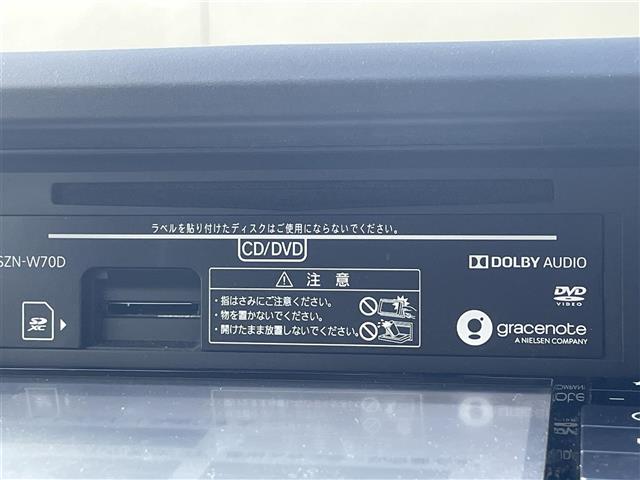 ラベルを貼り付けたディスクはご使用にならないでください。
CD/DVD
SZN-W70D
DOLBY AUDIO
注 意
・指はさみにご注意ください。
・物を置かないでください。
・開けたまま放置しないでください。
SD
XC
DVD
VIDEO
gracenote
A NIELSEN COMPANY